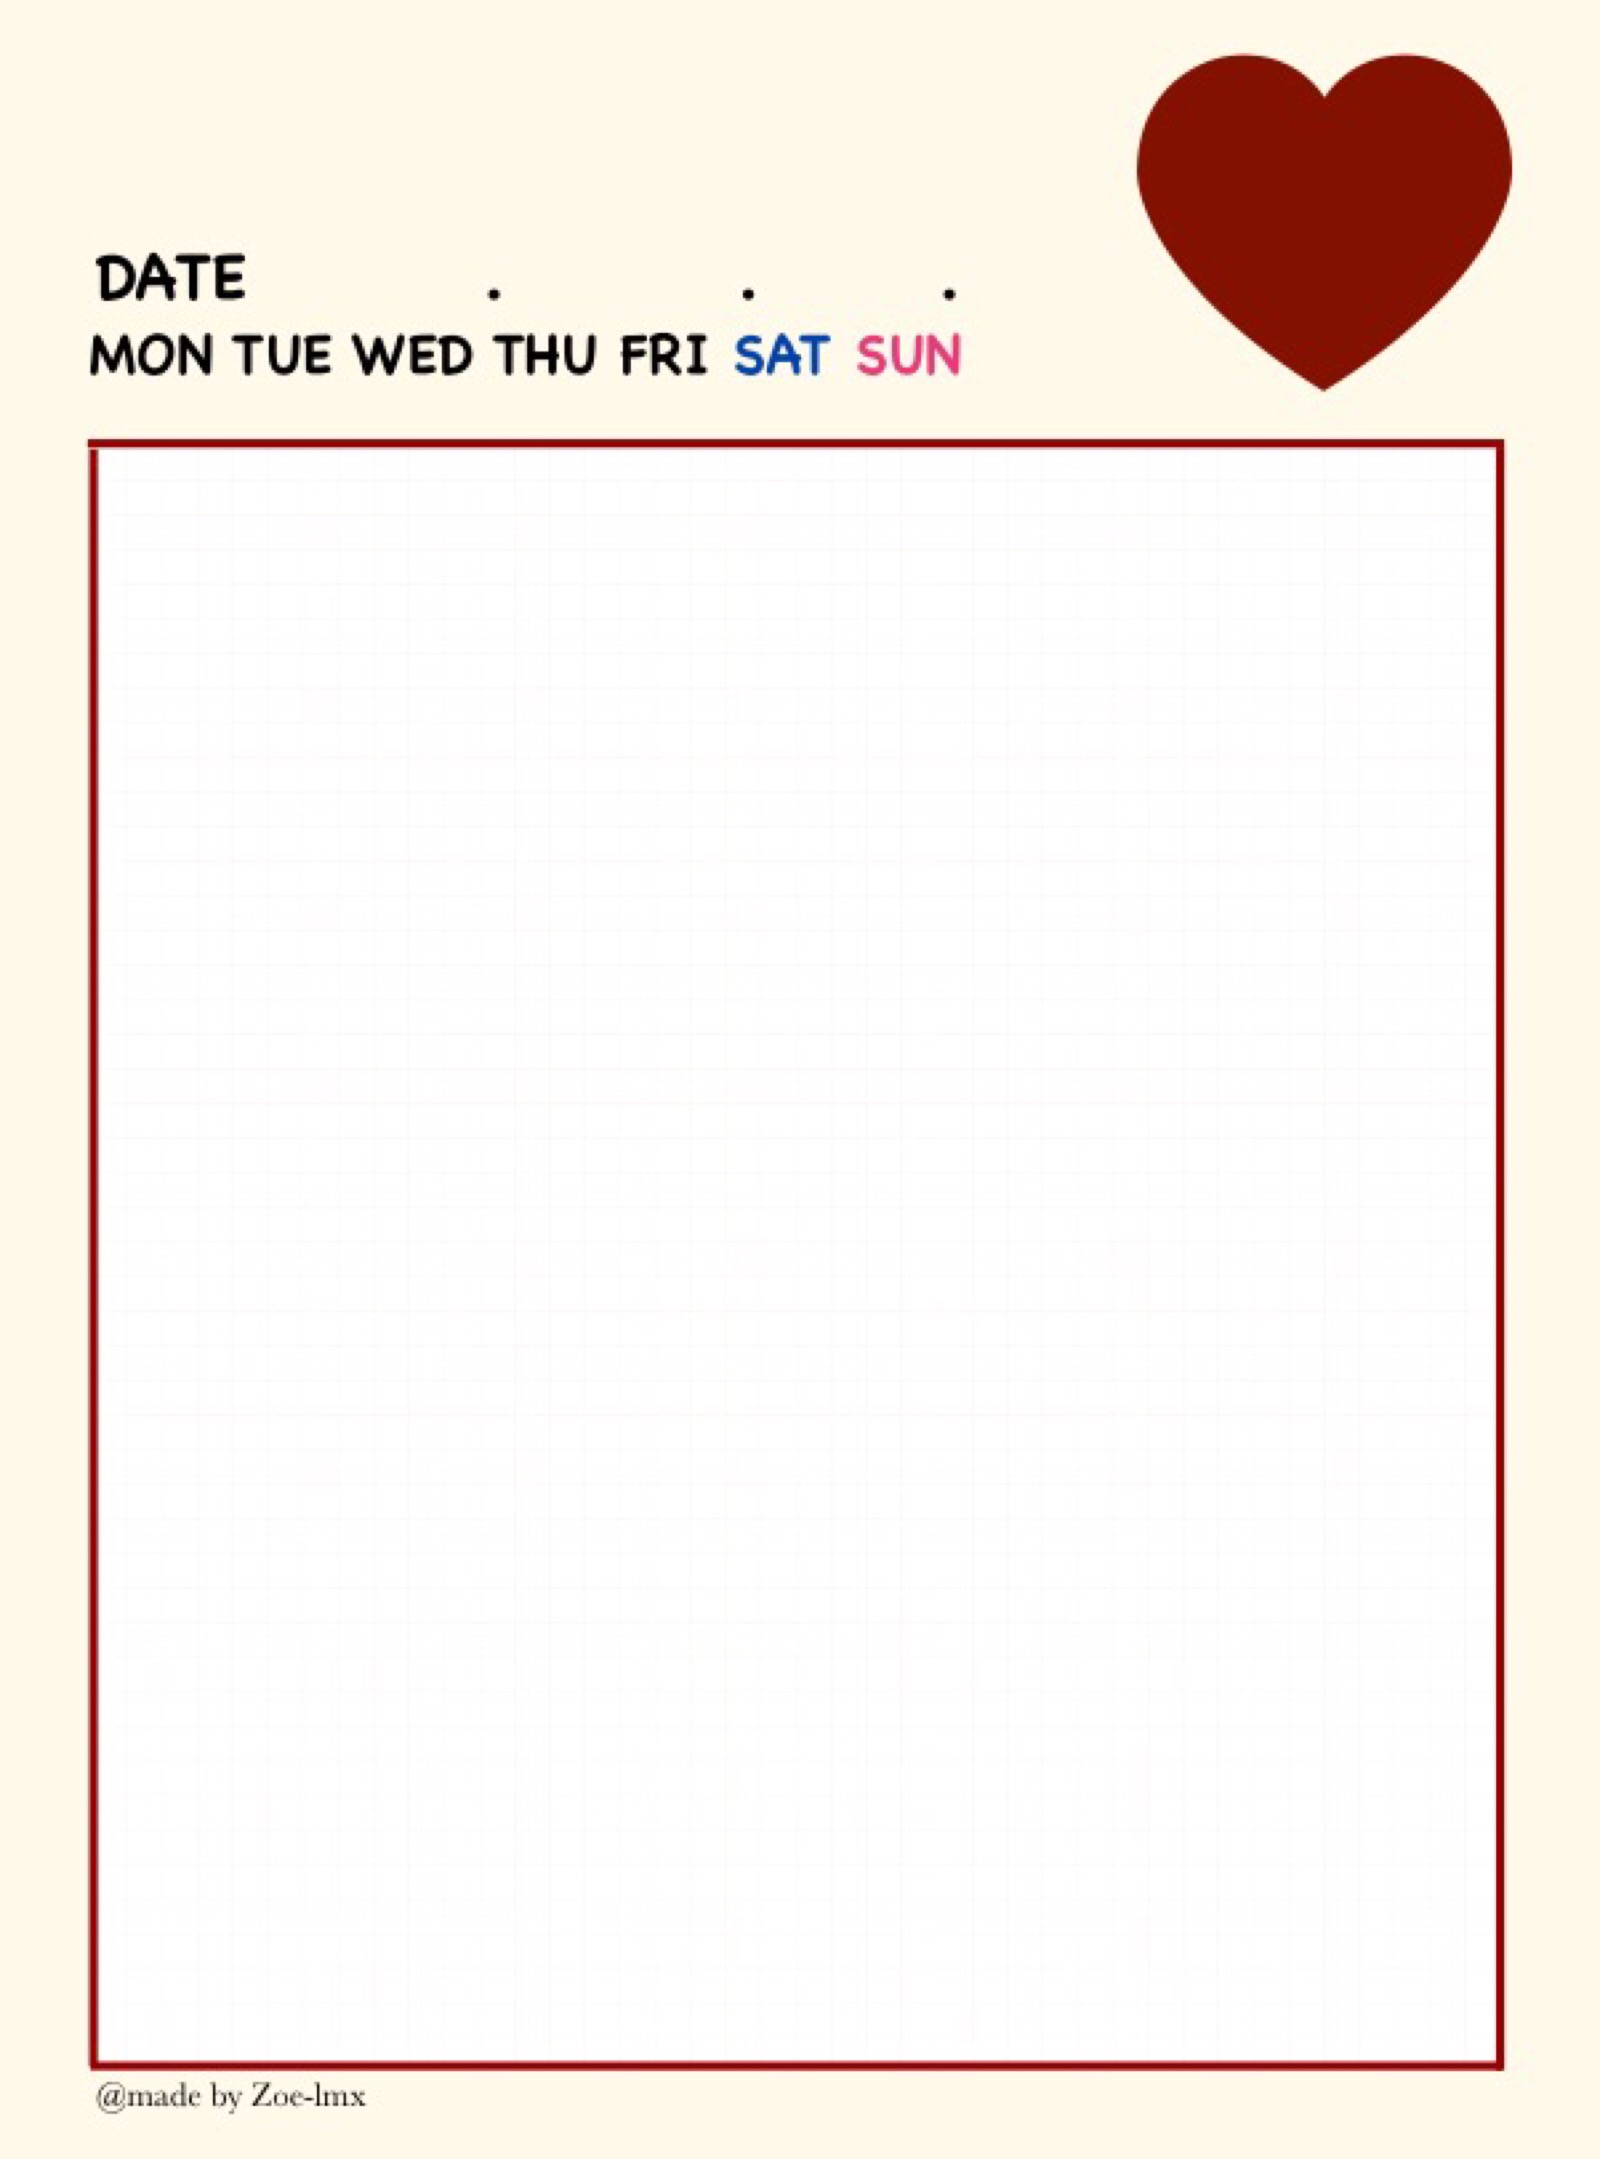 DATE . . .
MON TUE WED THU FRI SAT SUN
@made by Zoe-lmx